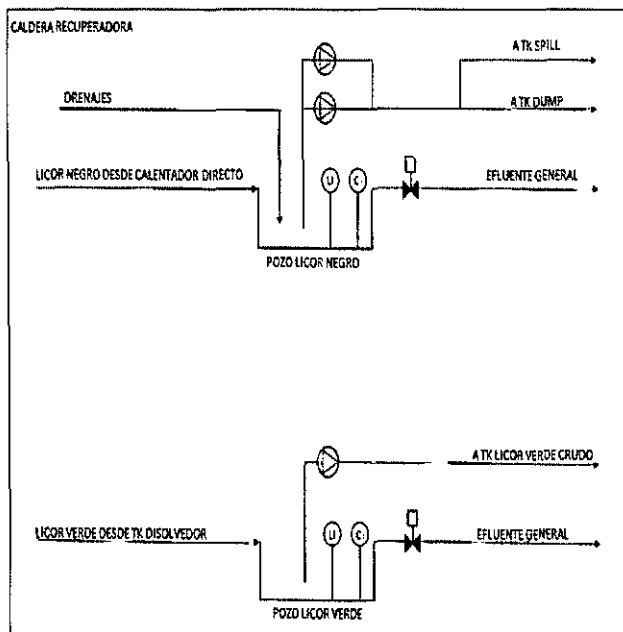 CALDERA RECUPERADORA
A TK SPILL
DRENAJES
A TK DUMP
LICOR NEGRO DESDE CALENTADOR DIRECTO
LI
C
EFLUENTE GENERAL
POZO LICOR NEGRO
A TK LICOR VERDE CRUDO
LICOR VERDE DESDE TK DISOLVEDOR
LI
C
EFLUENTE GENERAL
POZO LICOR VERDE